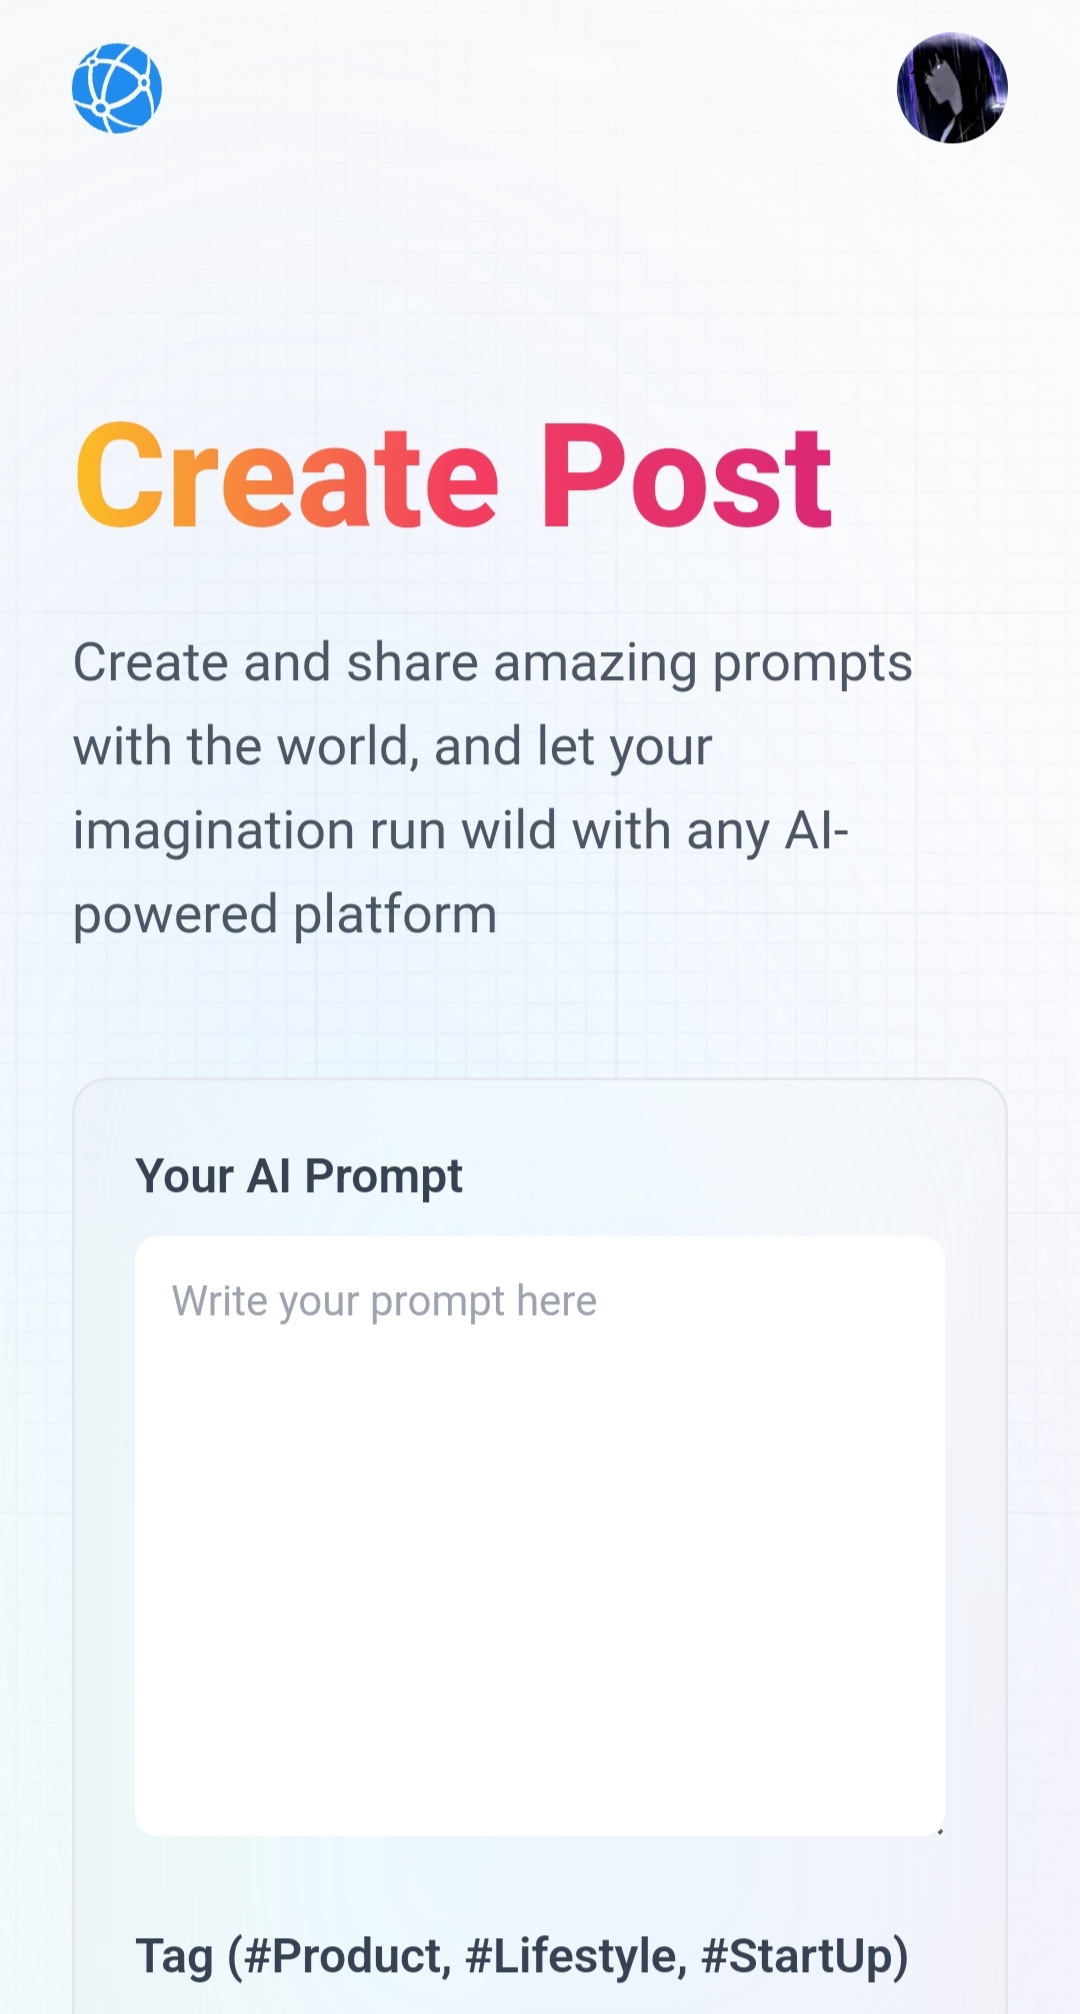 Create Post
Create and share amazing prompts
with the world, and let your
imagination run wild with any AI-
powered platform
Your AI Prompt
Write your prompt here
Tag (#Product, #Lifestyle, #StartUp)